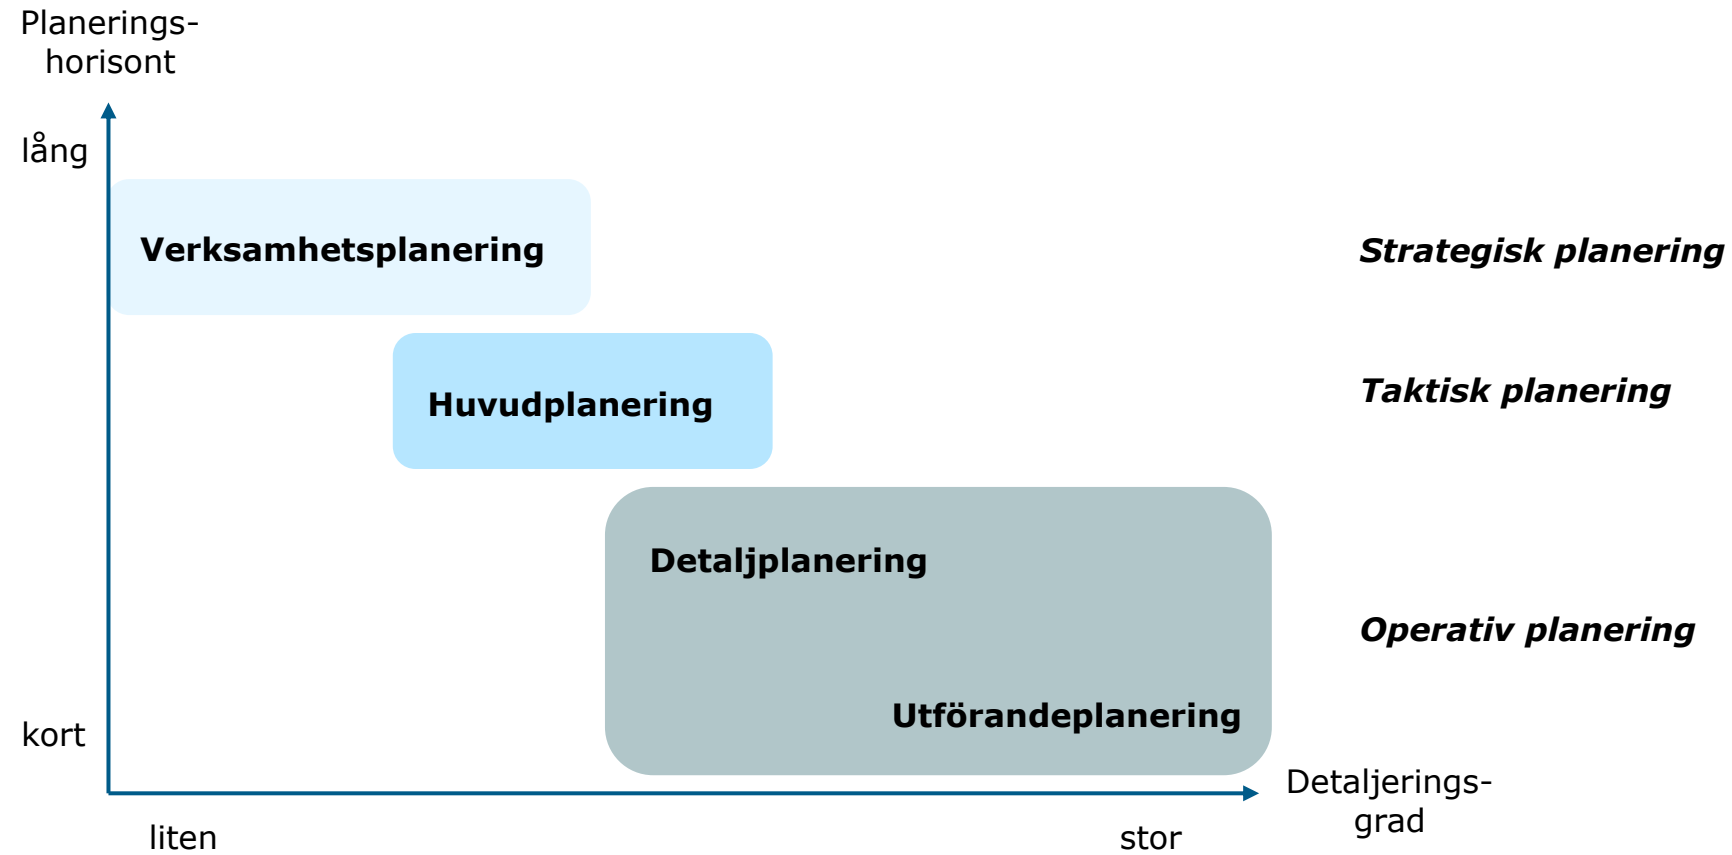 Planerings-
horisont
lång
Verksamhetsplanering
Strategisk planering
Huvudplanering
Taktisk planering
Detaljplanering
Operativ planering
Utförandeplanering
kort
Detaljerings-
grad
liten
stor